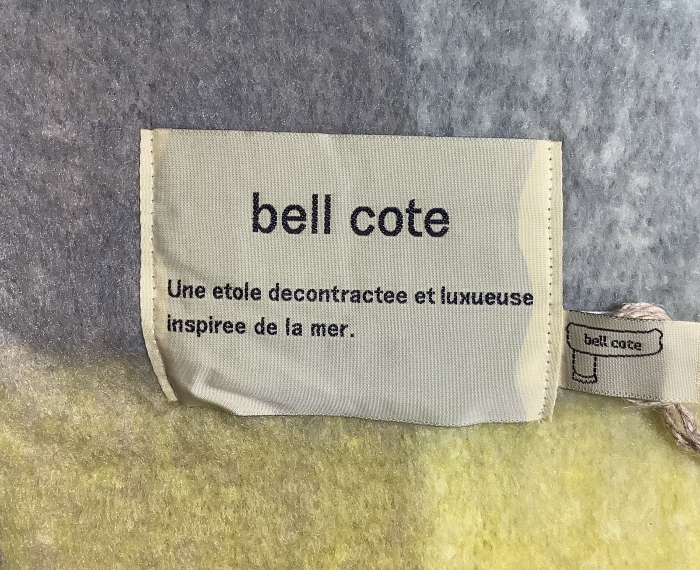 bell cote
Une etole decontractee et luxueuse
inspiree de la mer.
bell cote